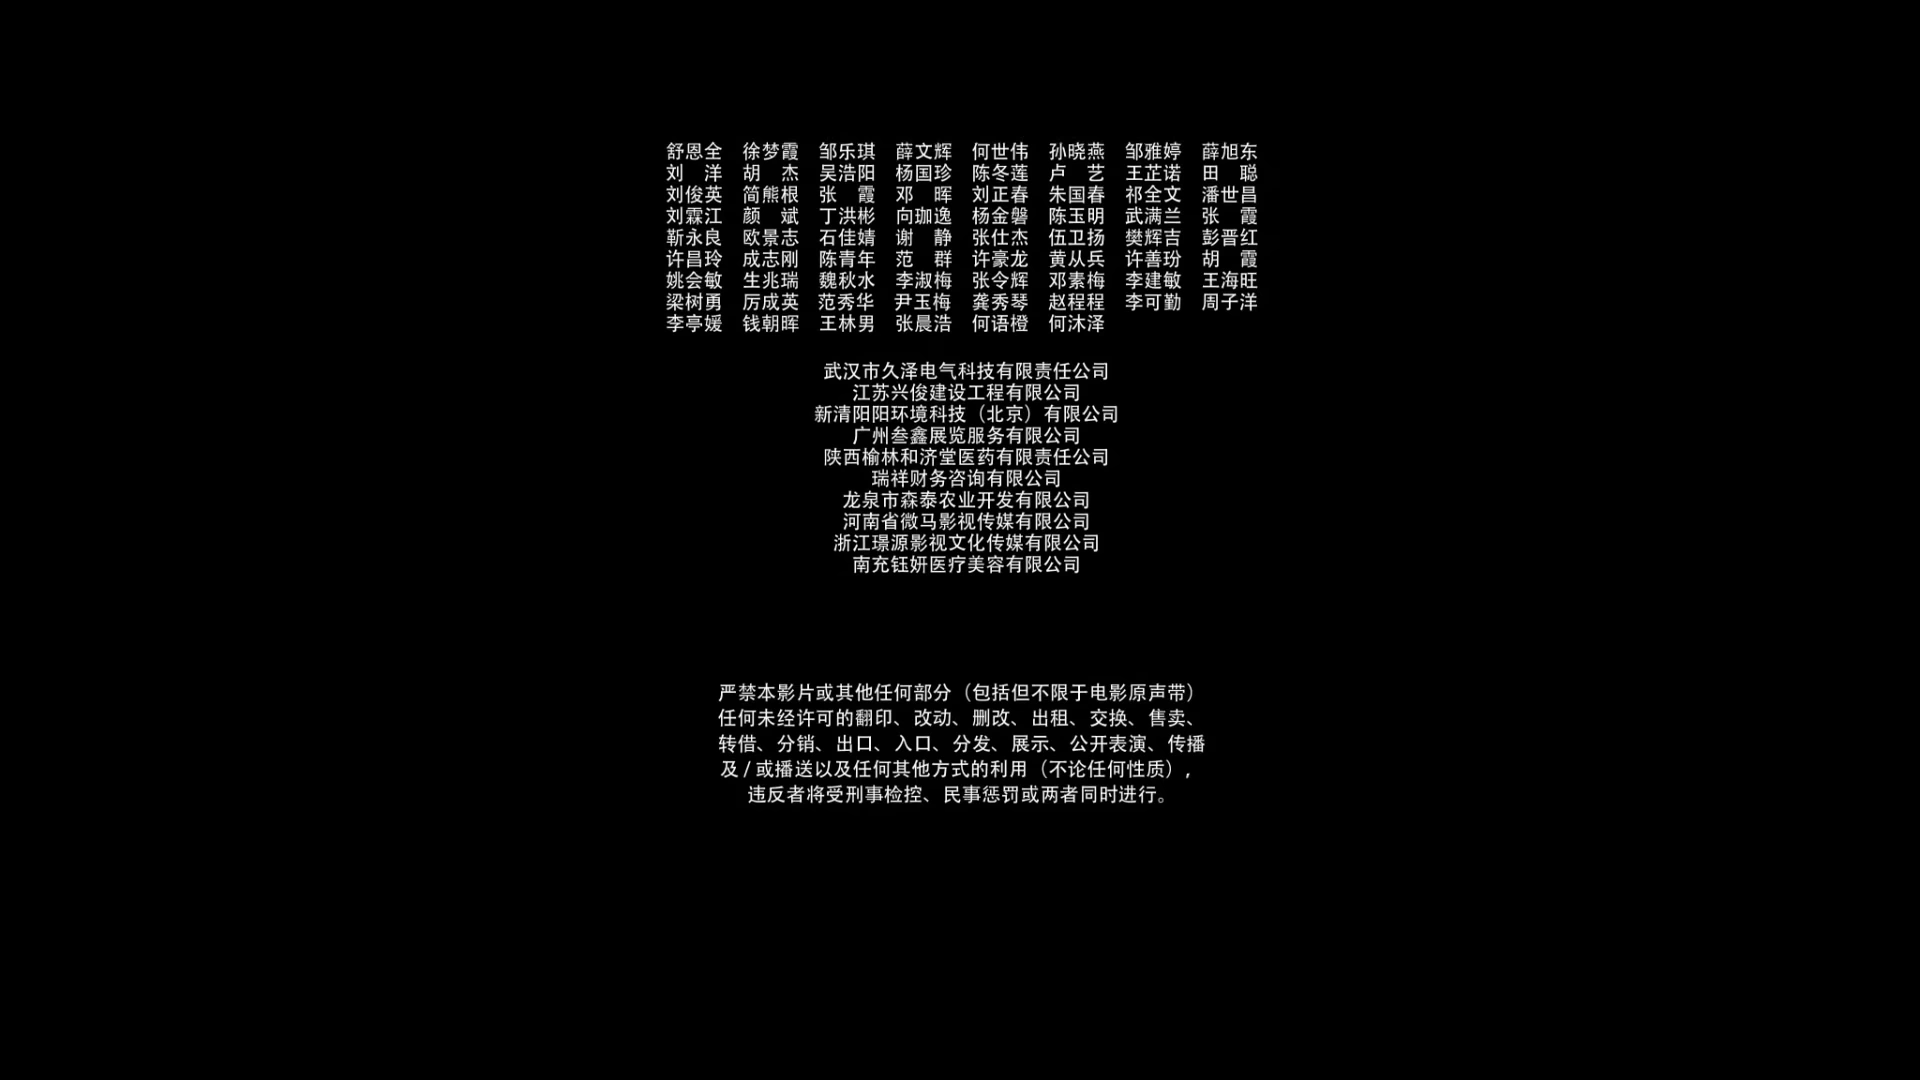 舒恩全 徐梦霞 邹乐琪 薛文辉 何世伟 孙晓燕 邹雅婷 薛旭东
刘 洋 胡 杰 吴浩阳 杨国珍 陈冬莲 卢 艺 王芷诺 田 聪
刘俊英 简熊根 张 霞 邓 晖 刘正春 朱国春 祁全文 潘世昌
刘霖江 颜 斌 丁洪彬 向珈逸 杨金磐 陈玉明 武满兰 张 霞
靳永良 欧景志 石佳婧 谢 静 张仕杰 伍卫扬 樊辉吉 彭晋红
许昌玲 成志刚 陈青年 范 群 许豪龙 黄从兵 许善玢 胡 霞
姚会敏 生兆瑞 魏秋水 李淑梅 张令辉 邓素梅 李建敏 王海旺
梁树勇 厉成英 范秀华 尹玉梅 龚秀琴 赵程程 李可勤 周子洋
李亭媛 钱朝晖 王林男 张晨浩 何语橙 何沐泽
武汉市久泽电气科技有限责任公司
江苏兴俊建设工程有限公司
新清阳阳环境科技（北京）有限公司
广州叁鑫展览服务有限公司
陕西榆林和济堂医药有限责任公司
瑞祥财务咨询有限公司
龙泉市森泰农业开发有限公司
河南省微马影视传媒有限公司
浙江璟源影视文化传媒有限公司
南充钰妍医疗美容有限公司
严禁本影片或其他任何部分（包括但不限于电影原声带）
任何未经许可的翻印、改动、删改、出租、交换、售卖、
转借、分销、出口、入口、分发、展示、公开表演、传播
及 / 或播送以及任何其他方式的利用（不论任何性质）,
违反者将受刑事检控、民事惩罚或两者同时进行。